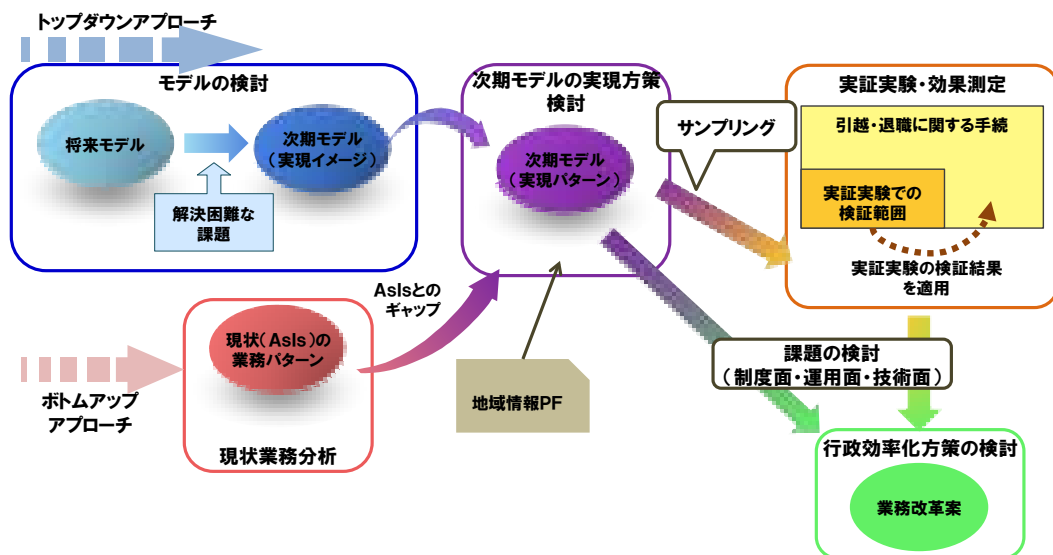 トップダウンアプローチ
モデルの検討
将来モデル
次期モデル
（実現イメージ）
解決困難な
課題
次期モデルの実現方策
検討
次期モデル
（実現パターン）
サンプリング
実証実験・効果測定
引越・退職に関する手続
実証実験での
検証範囲
実証実験の検証結果
を適用
AsIsとの
ギャップ
現状（AsIs）の
業務パターン
現状業務分析
ボトムアップ
アプローチ
地域情報PF
課題の検討
（制度面・運用面・技術面）
行政効率化方策の検討
業務改革案